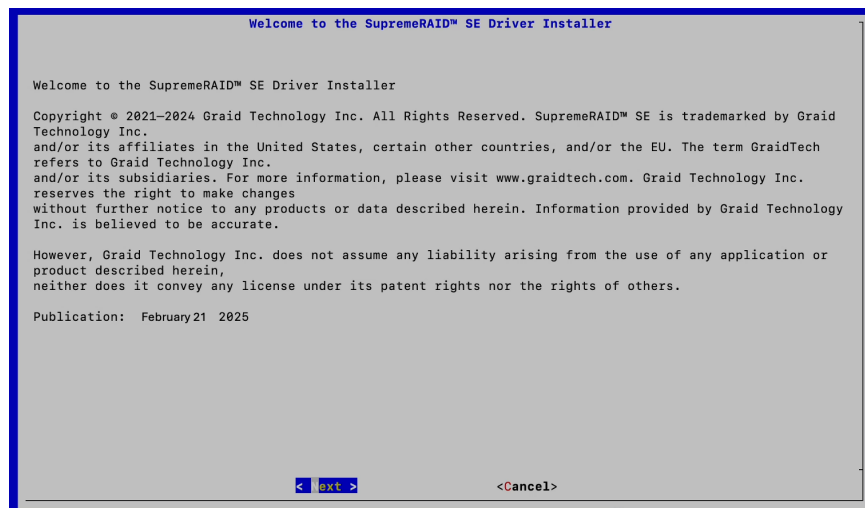 Welcome to the SupremeRAID™ SE Driver Installer
Welcome to the SupremeRAID™ SE Driver Installer
Copyright © 2021–2024 Graid Technology Inc. All Rights Reserved. SupremeRAID™ SE is trademarked by Graid
Technology Inc.
and/or its affiliates in the United States, certain other countries, and/or the EU. The term GraidTech
refers to Graid Technology Inc.
and/or its subsidiaries. For more information, please visit www.graidtech.com. Graid Technology Inc.
reserves the right to make changes
without further notice to any products or data described herein. Information provided by Graid Technology
Inc. is believed to be accurate.
However, Graid Technology Inc. does not assume any liability arising from the use of any application or
product described herein,
neither does it convey any license under its patent rights nor the rights of others.
Publication: February 21 2025
< Next > <Cancel>